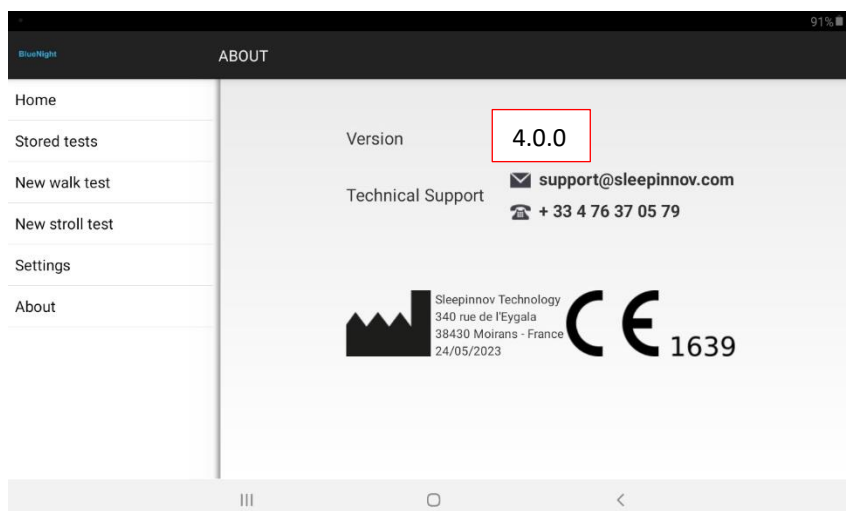 91%
BlueNight
ABOUT
Home
Stored tests
New walk test
New stroll test
Settings
About
Version 4.0.0
Technical Support
support@sleepinnov.com
+ 33 4 76 37 05 79
Sleepinnov Technology
340 rue de l'Eygala
38430 Moirans - France
24/05/2023
CE 1639